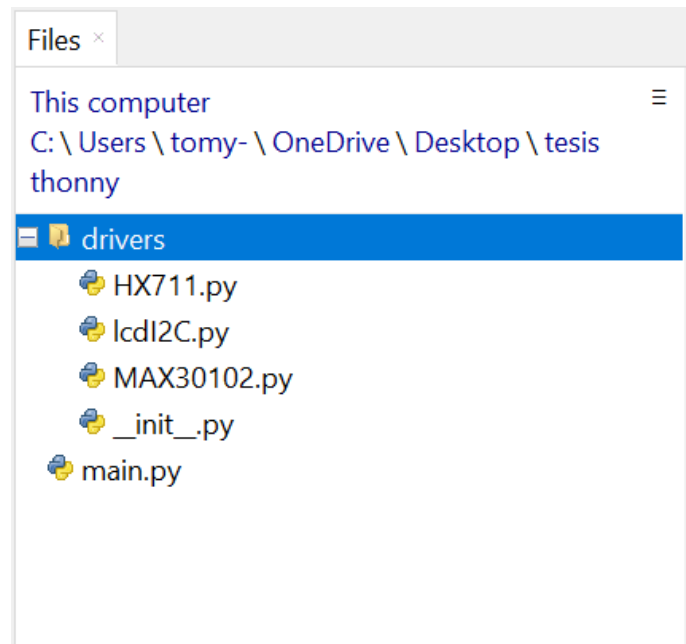 Files ×
This computer
C: \ Users \ tomy- \ OneDrive \ Desktop \ tesis
thonny
drivers
HX711.py
lcdI2C.py
MAX30102.py
__init__.py
main.py